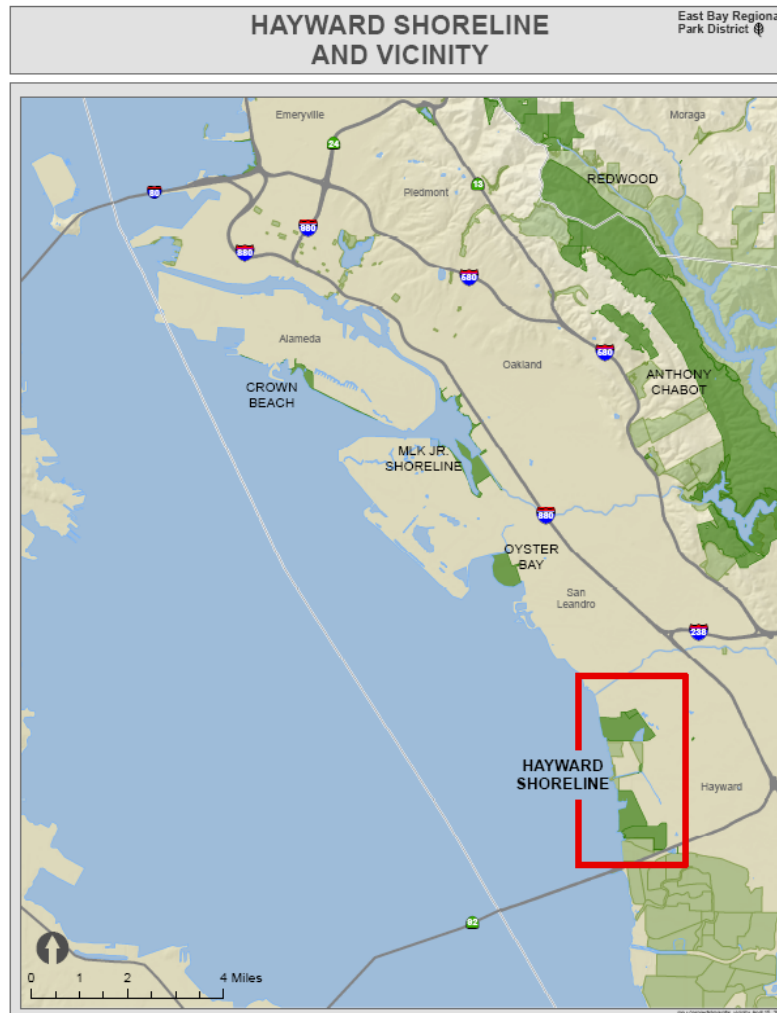 HAYWARD SHORELINE
AND VICINITY
East Bay Regiona
Park District
Emeryville
Moraga
24
REDWOOD
80
Piedmont
13
980
880
580
Alameda
Oakland
580
ANTHONY
CHABOT
CROWN
BEACH
MLK JR.
SHORELINE
880
OYSTER
BAY
San
Leandro
238
HAYWARD
SHORELINE
Hayward
92
0 1 2 4 Miles